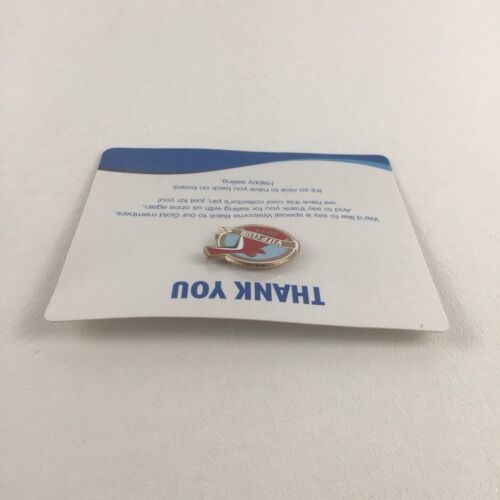 THANK YOU
We'd like to say a special Welcome Back to our Gold members.
And to say thank you for sailing with us once again,
we have this cool collector's pin, just for you!
It's so nice to have you back on board.
Happy sailing.